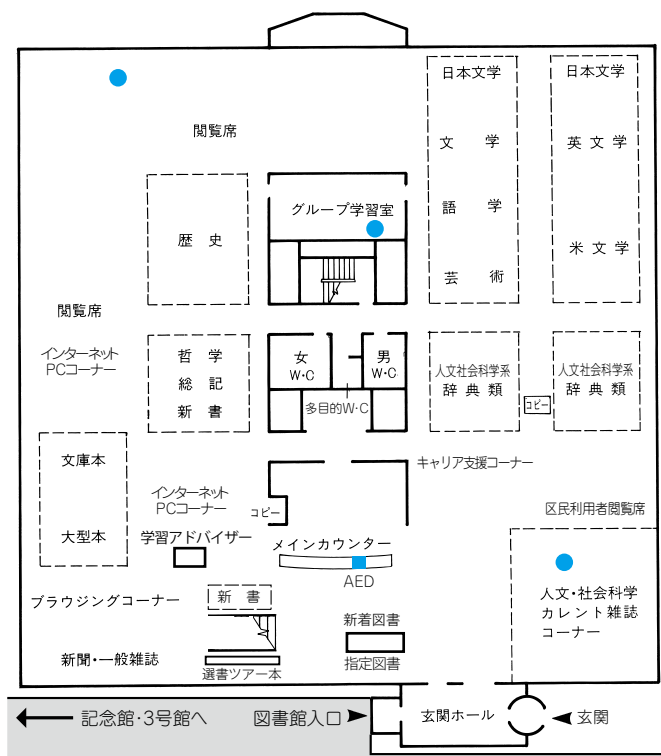 日本文学
日本文学
閲覧席
文学
英文学
グループ学習室
語学
歴史
米文学
芸術
閲覧席
インターネット
PCコーナー
哲学
総記
新書
女
W・C
男
W・C
多目的W・C
人文社会科学系
辞典類
コピー
人文社会科学系
辞典類
文庫本
大型本
キャリア支援コーナー
インターネット
PCコーナー
コピー
区民利用者閲覧席
学習アドバイザー
メインカウンター
AED
人文・社会科学
カレント雑誌
コーナー
ブラウジングコーナー
新書
新着図書
指定図書
新聞・一般雑誌
選書ツアー本
記念館・3号館へ
図書館入口
玄関ホール
玄関